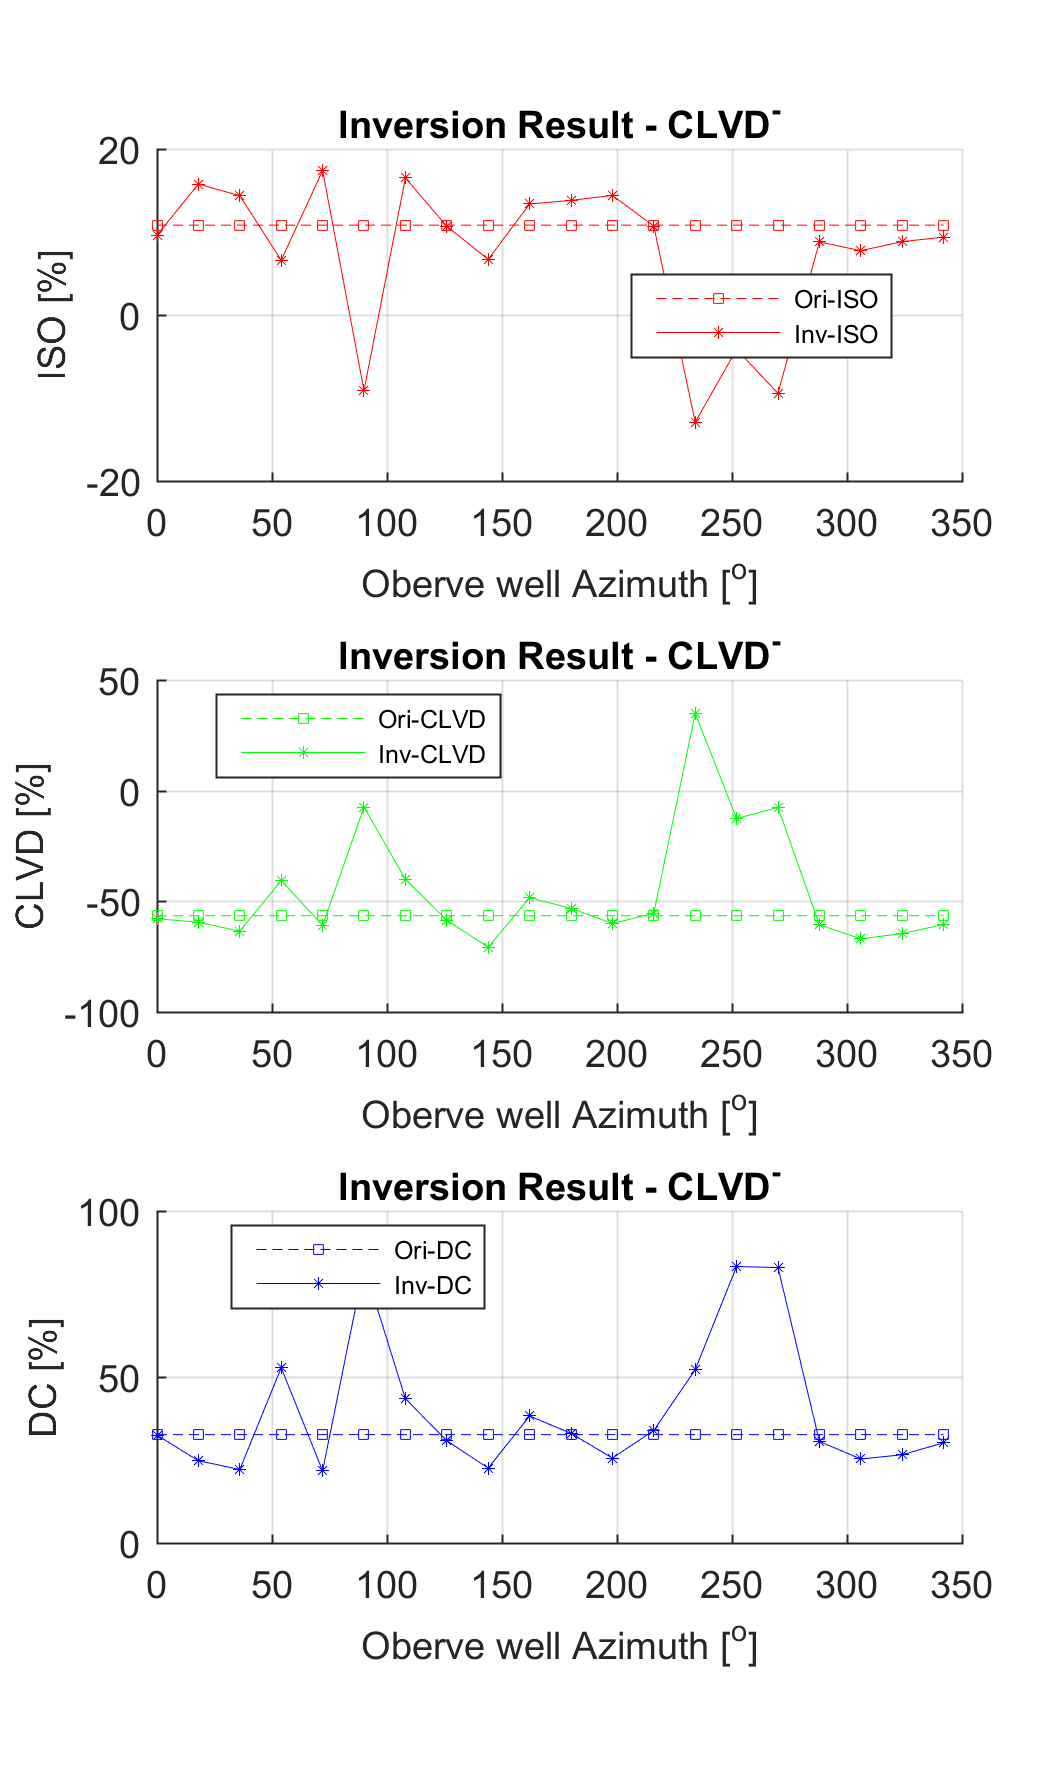 Inversion Result - CLVD-
20
0
-20
ISO [%]
Ori-ISO
Inv-ISO
0 50 100 150 200 250 300 350
Oberve well Azimuth [o]
Inversion Result - CLVD-
50
0
-50
-100
CLVD [%]
Ori-CLVD
Inv-CLVD
0 50 100 150 200 250 300 350
Oberve well Azimuth [o]
Inversion Result - CLVD-
100
50
0
DC [%]
Ori-DC
Inv-DC
0 50 100 150 200 250 300 350
Oberve well Azimuth [o]